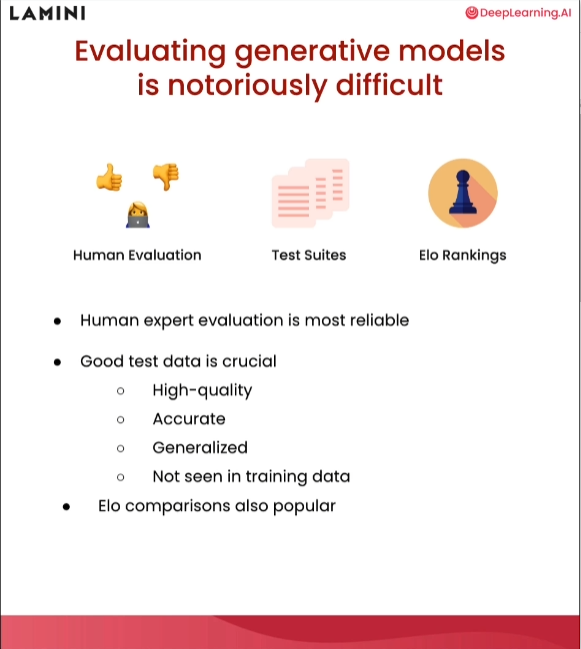 LAMINI
DeepLearning.AI
Evaluating generative models
is notoriously difficult
Human Evaluation
Test Suites
Elo Rankings
● Human expert evaluation is most reliable
● Good test data is crucial
○ High-quality
○ Accurate
○ Generalized
○ Not seen in training data
● Elo comparisons also popular